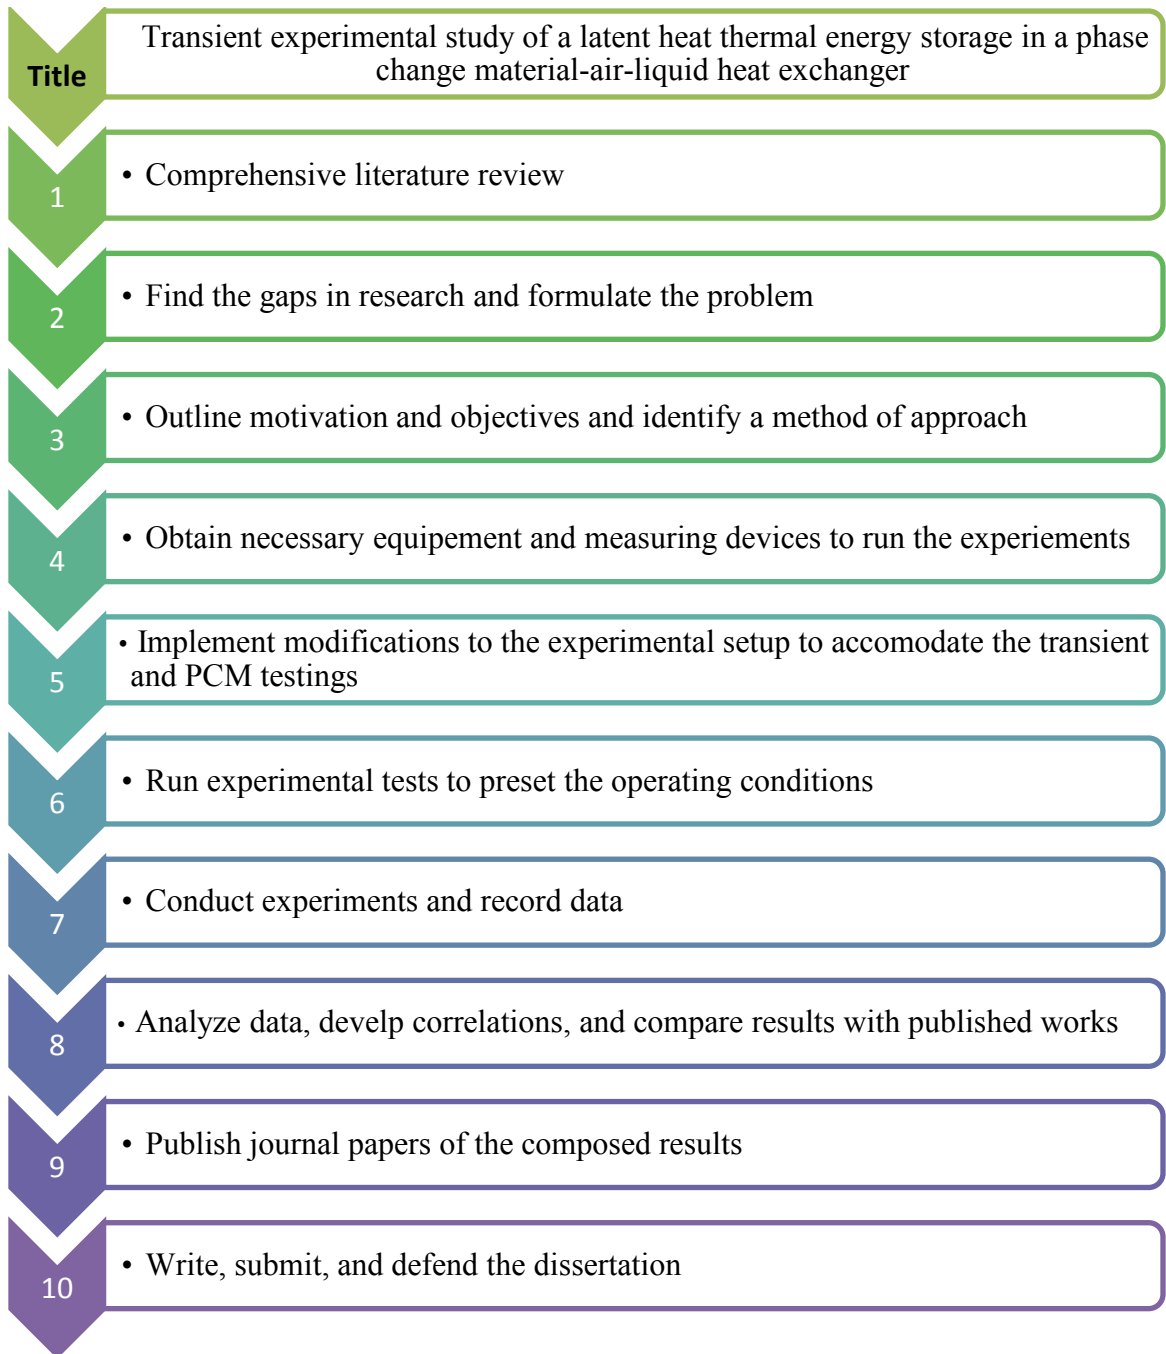 Title
Transient experimental study of a latent heat thermal energy storage in a phase
change material-air-liquid heat exchanger
1
• Comprehensive literature review
2
• Find the gaps in research and formulate the problem
3
• Outline motivation and objectives and identify a method of approach
4
• Obtain necessary equipement and measuring devices to run the experiements
5
• Implement modifications to the experimental setup to accomodate the transient
and PCM testings
6
• Run experimental tests to preset the operating conditions
7
• Conduct experiments and record data
8
• Analyze data, develp correlations, and compare results with published works
9
• Publish journal papers of the composed results
10
• Write, submit, and defend the dissertation